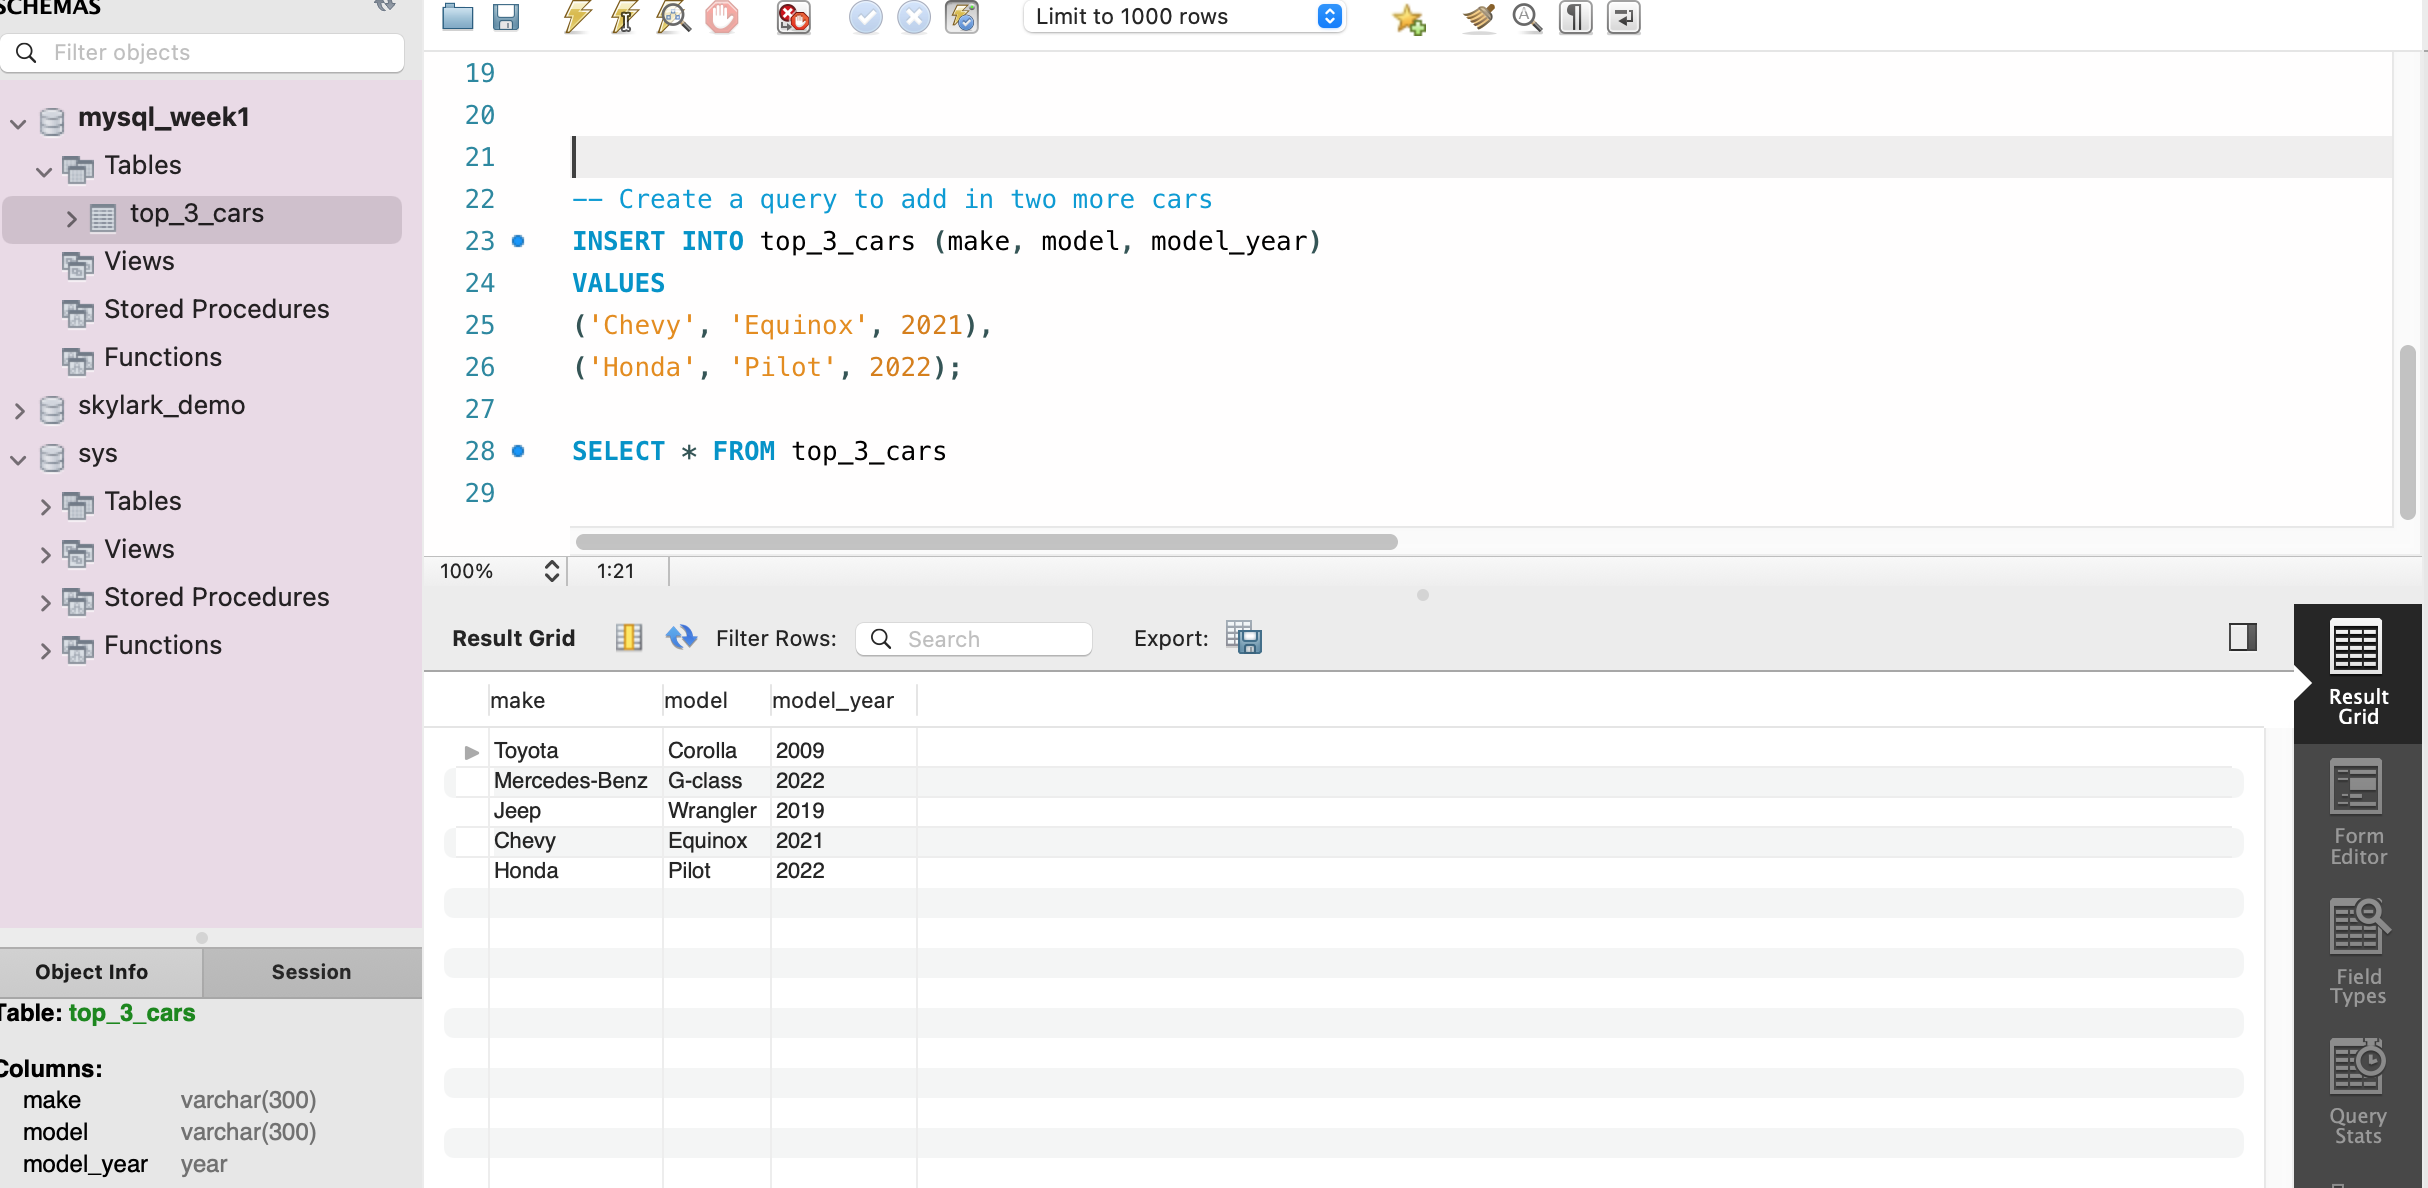 SCHEMAS
Filter objects
mysql_week1
Tables
top_3_cars
Views
Stored Procedures
Functions
skylark_demo
sys
Tables
Views
Stored Procedures
Functions
Object Info Session
Table: top_3_cars
Columns:
make varchar(300)
model varchar(300)
model_year year
Limit to 1000 rows
19
20
21
22 -- Create a query to add in two more cars
23 INSERT INTO top_3_cars (make, model, model_year)
24 VALUES
25 ('Chevy', 'Equinox', 2021),
26 ('Honda', 'Pilot', 2022);
27
28 SELECT * FROM top_3_cars
29
100% 1:21
Result Grid Filter Rows: Search Export:
make model model_year
Toyota Corolla 2009
Mercedes-Benz G-class 2022
Jeep Wrangler 2019
Chevy Equinox 2021
Honda Pilot 2022
Result
Grid
Form
Editor
Field
Types
Query
Stats